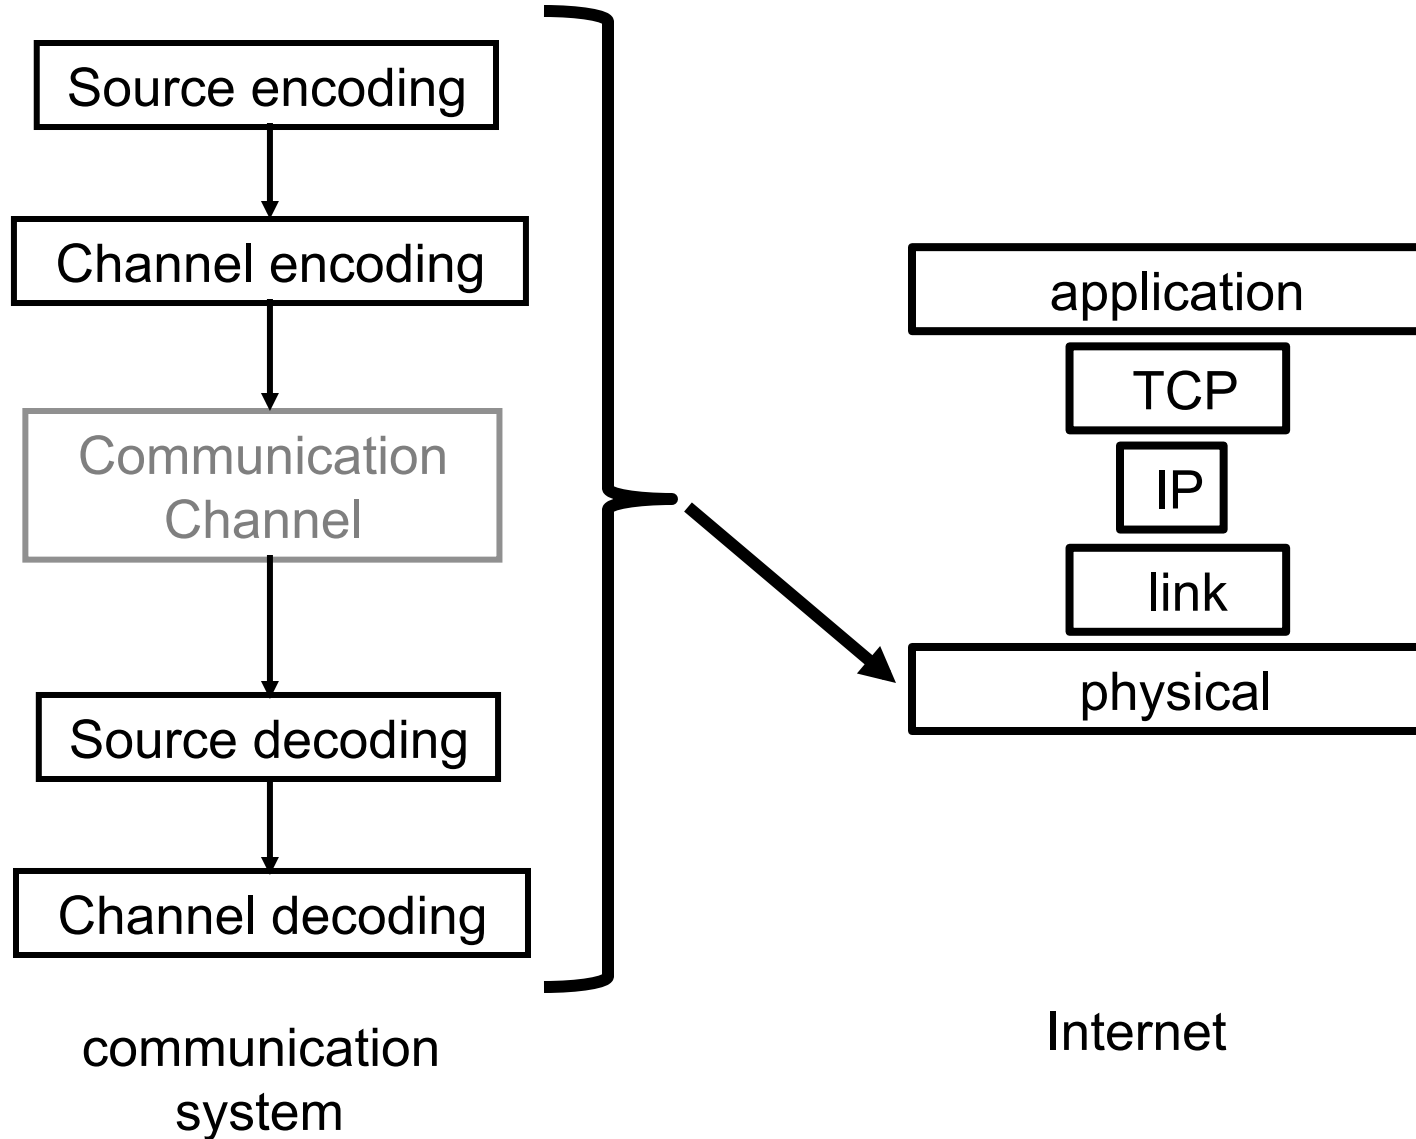 Source encoding
Channel encoding
Communication
Channel
Source decoding
Channel decoding
communication
system
application
TCP
IP
link
physical
Internet